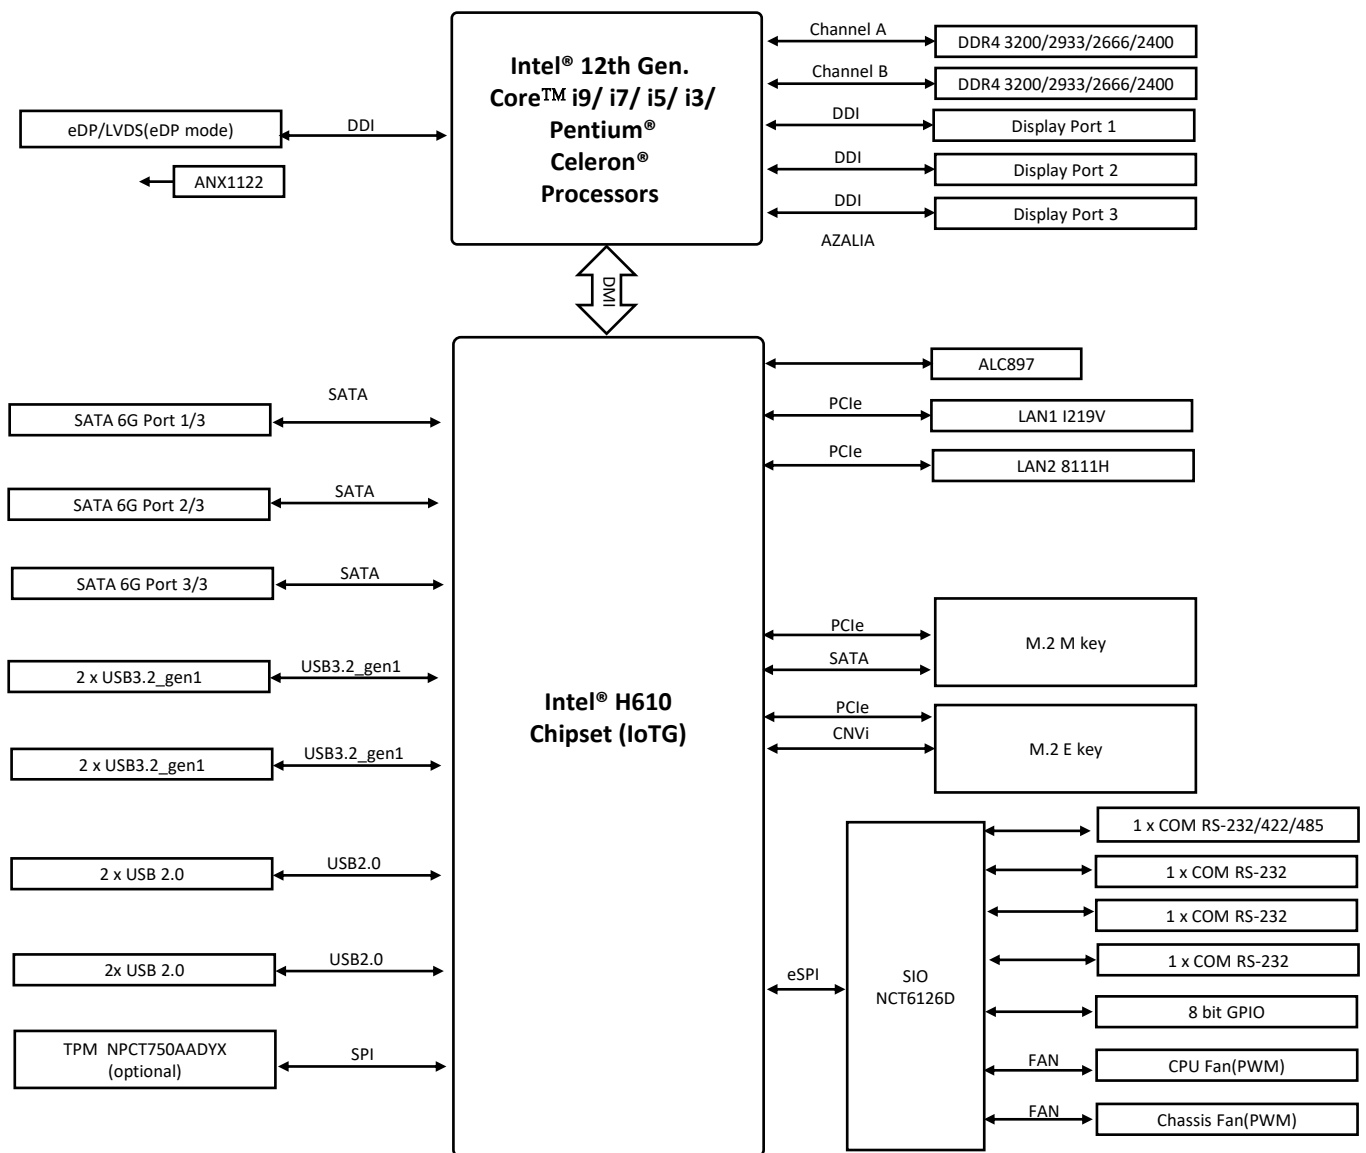 Intel® 12th Gen.
Core™ i9/ i7/ i5/ i3/
Pentium®
Celeron®
Processors
eDP/LVDS(eDP mode)
DDI
ANX1122
Channel A
DDR4 3200/2933/2666/2400
Channel B
DDR4 3200/2933/2666/2400
DDI
Display Port 1
DDI
Display Port 2
DDI
Display Port 3
AZALIA
DMI
Intel® H610
Chipset (IoTG)
SATA 6G Port 1/3
SATA
SATA 6G Port 2/3
SATA
SATA 6G Port 3/3
SATA
2 x USB3.2_gen1
USB3.2_gen1
2 x USB3.2_gen1
USB3.2_gen1
2 x USB 2.0
USB2.0
2x USB 2.0
USB2.0
TPM  NPCT750AADYX
(optional)
SPI
ALC897
PCIe
LAN1 I219V
PCIe
LAN2 8111H
PCIe
SATA
M.2 M key
PCIe
CNVi
M.2 E key
eSPI
SIO
NCT6126D
1 x COM RS-232/422/485
1 x COM RS-232
1 x COM RS-232
1 x COM RS-232
8 bit GPIO
FAN
CPU Fan(PWM)
FAN
Chassis Fan(PWM)